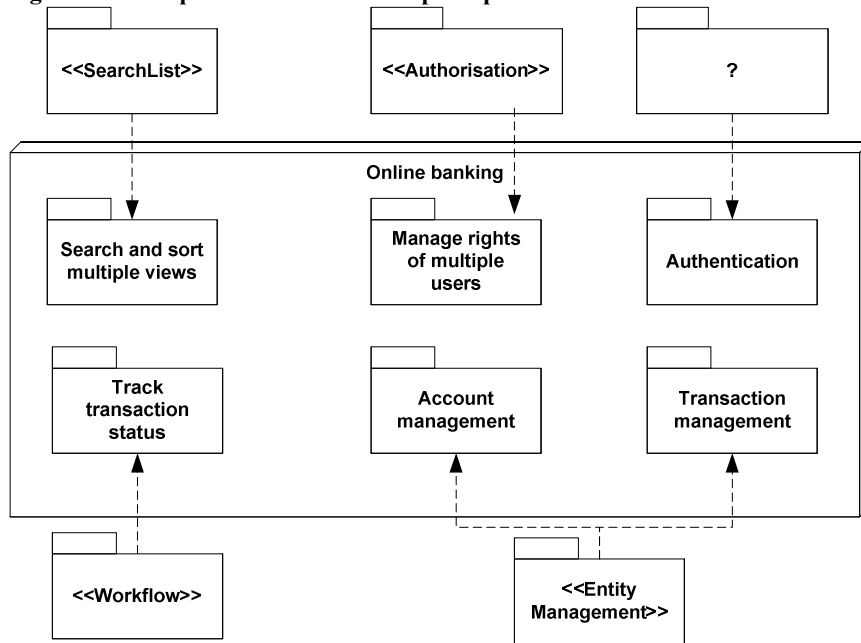 <<SearchList>>
<<Authorisation>>
?
Online banking
Search and sort
multiple views
Manage rights
of multiple
users
Authentication
Track
transaction
status
Account
management
Transaction
management
<<Workflow>>
<<Entity
Management>>